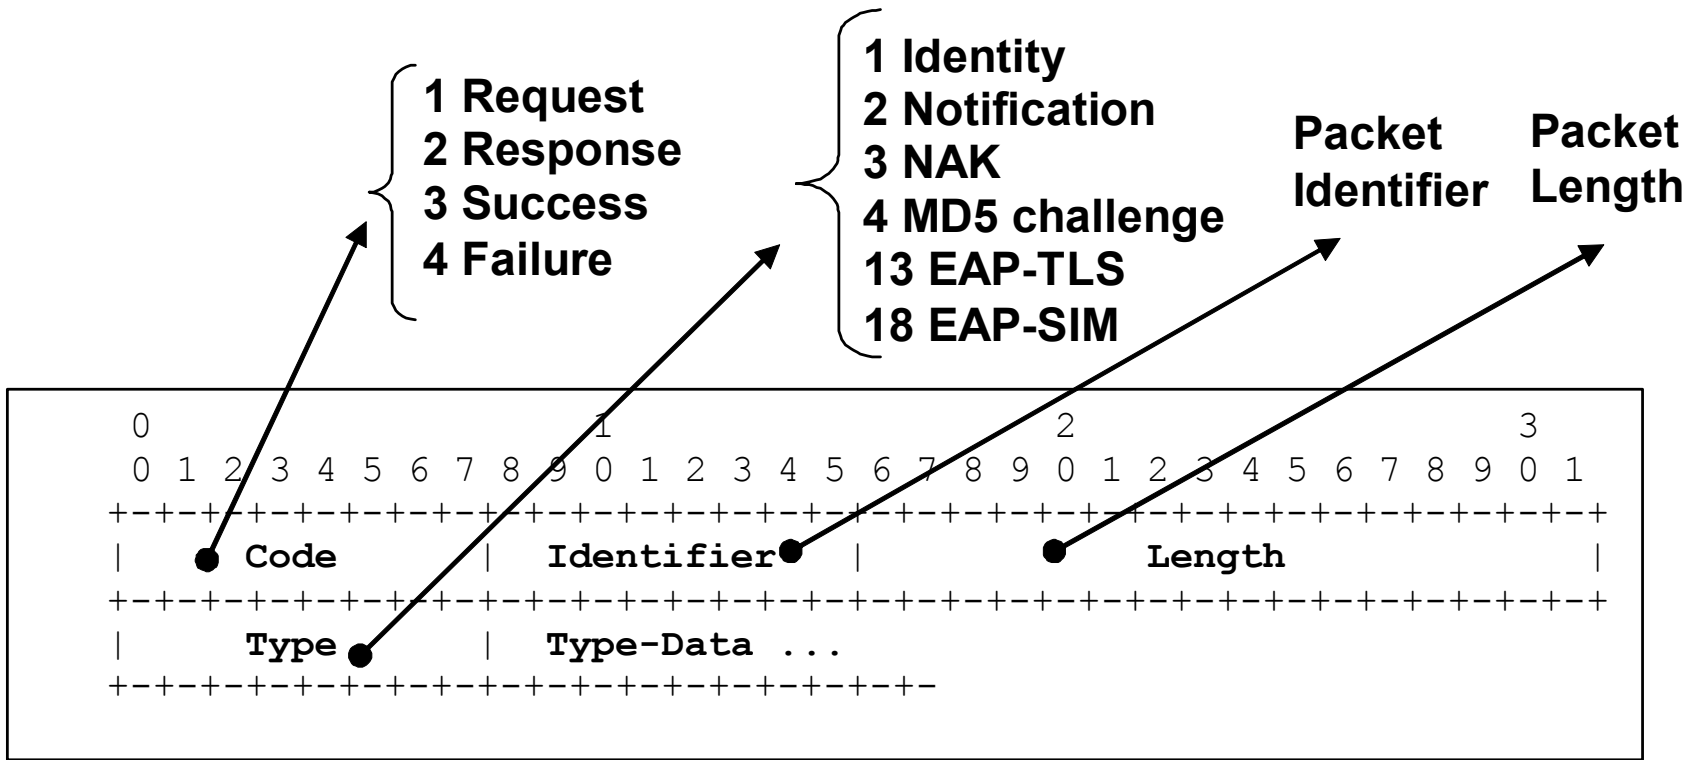 1 Request
2 Response
3 Success
4 Failure
1 Identity
2 Notification
3 NAK
4 MD5 challenge
13 EAP-TLS
18 EAP-SIM
Packet
Identifier
Packet
Length
0 1 2 3
0 1 2 3 4 5 6 7 8 9 0 1 2 3 4 5 6 7 8 9 0 1 2 3 4 5 6 7 8 9 0 1
+-+-+-+-+-+-+-+-+-+-+-+-+-+-+-+-+-+-+-+-+-+-+-+-+-+-+-+-+-+-+-+-+
| Code | Identifier | Length |
+-+-+-+-+-+-+-+-+-+-+-+-+-+-+-+-+-+-+-+-+-+-+-+-+-+-+-+-+-+-+-+-+
| Type | Type-Data ...
+-+-+-+-+-+-+-+-+-+-+-+-+-+-+-+-+-+-